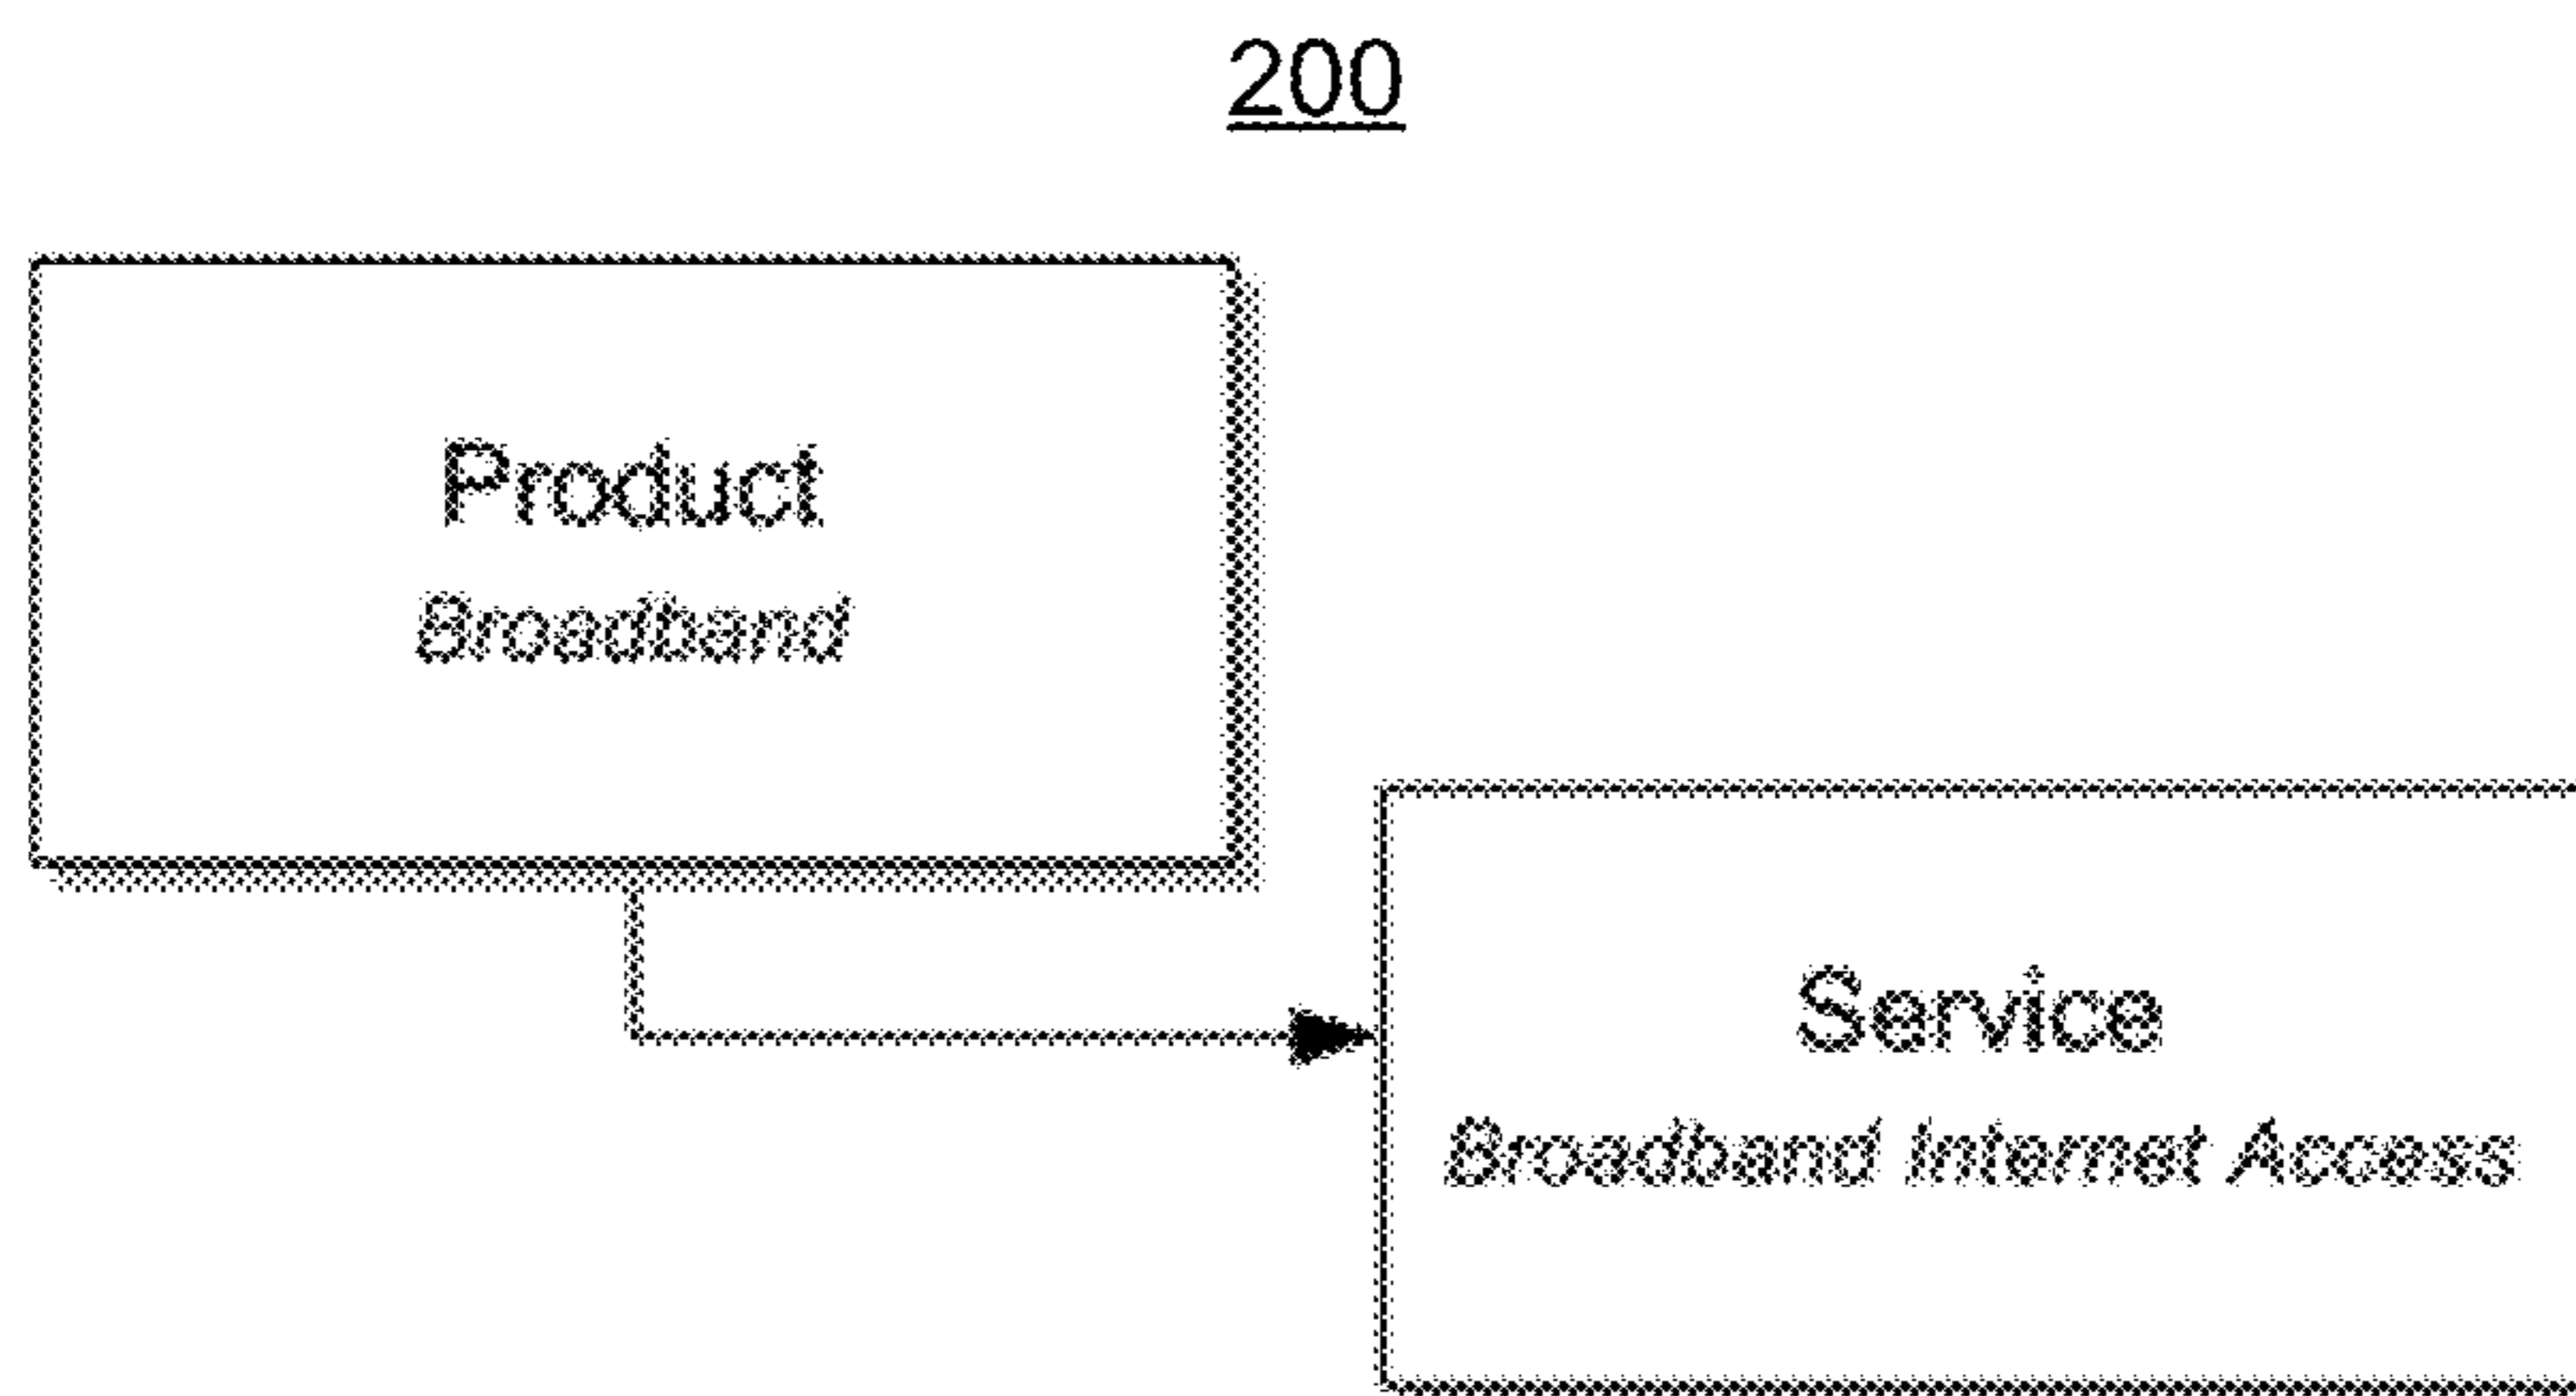 200
Product
Broadband
Service
Broadband Internet Access